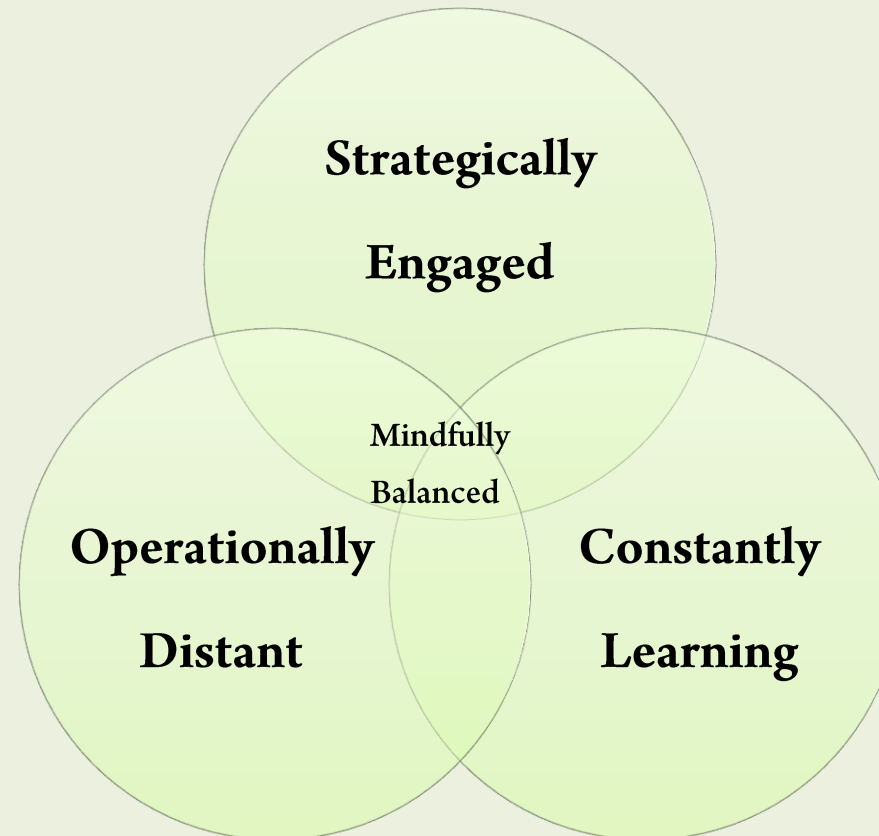 Strategically
Engaged
Mindfully
Balanced
Operationally
Distant
Constantly
Learning